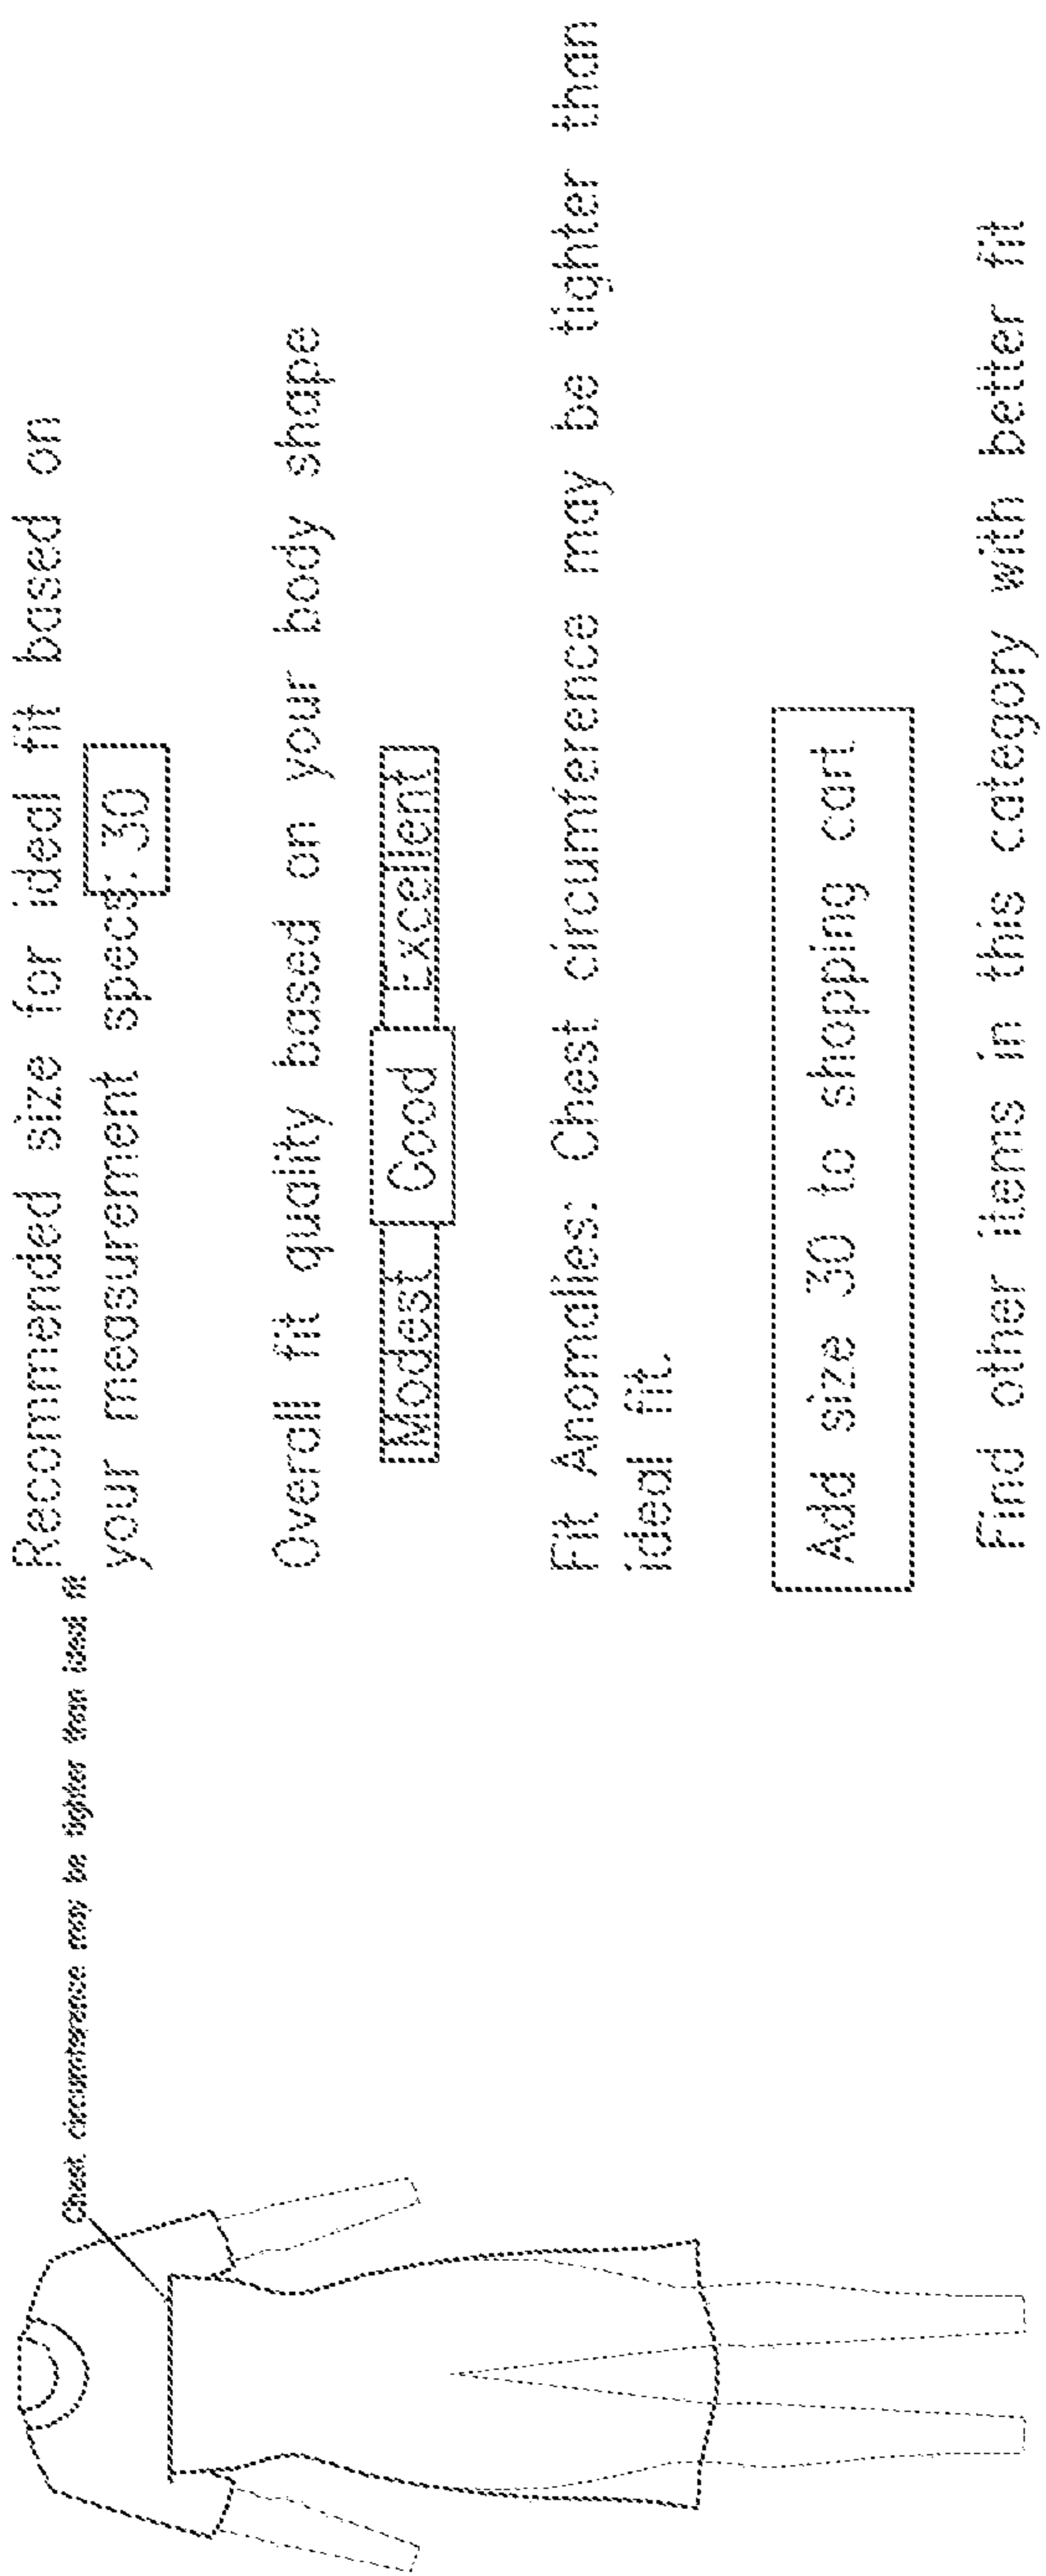 Chest circumference may be tighter than ideal fit
Recommended size for ideal fit based on
your measurement specs: 30
Overall fit quality based on your body shape
Modest Good Excellent
Fit Anomalies: Chest circumference may be tighter than
ideal fit.
Add size 30 to shopping cart
Find other items in this category with better fit